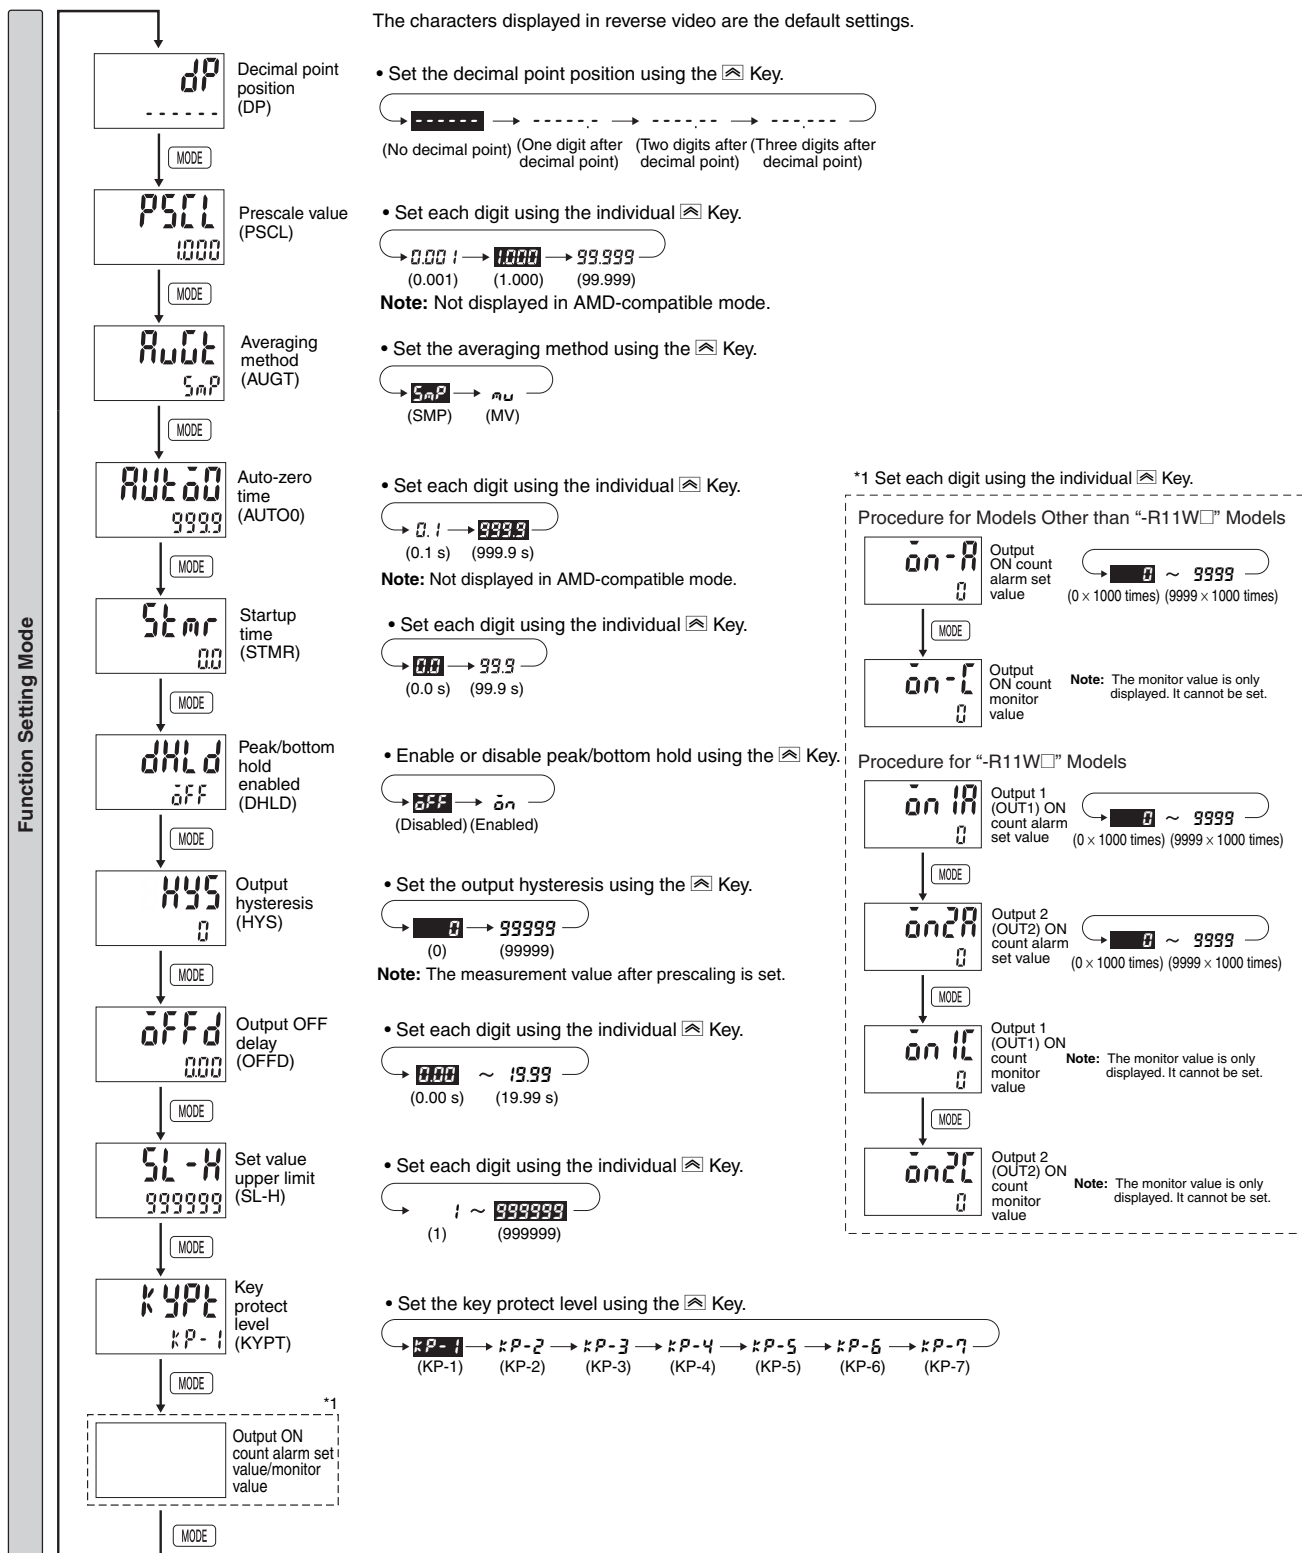 The characters displayed in reverse video are the default settings.
Function Setting Mode
dP
------
Decimal point
position
(DP)
• Set the decimal point position using the Key.
------ → -----.- → ----.-- → ---.---
(No decimal point) (One digit after (Two digits after (Three digits after
decimal point) decimal point) decimal point)
MODE
PSCL
1.000
Prescale value
(PSCL)
• Set each digit using the individual Key.
0.001 → 1.000 → 99.999
(0.001) (1.000) (99.999)
Note: Not displayed in AMD-compatible mode.
MODE
AuGt
SmP
Averaging
method
(AUGT)
• Set the averaging method using the Key.
SmP → mu
(SMP) (MV)
MODE
AUto0
999.9
Auto-zero
time
(AUTO0)
• Set each digit using the individual Key.
0.1 → 999.9
(0.1 s) (999.9 s)
Note: Not displayed in AMD-compatible mode.
MODE
Stmr
0.0
Startup
time
(STMR)
• Set each digit using the individual Key.
0.0 → 99.9
(0.0 s) (99.9 s)
MODE
dHLd
oFF
Peak/bottom
hold
enabled
(DHLD)
• Enable or disable peak/bottom hold using the Key.
oFF → on
(Disabled) (Enabled)
MODE
HYS
0
Output
hysteresis
(HYS)
• Set the output hysteresis using the Key.
0 → 99999
(0) (99999)
Note: The measurement value after prescaling is set.
MODE
oFFd
0.00
Output OFF
delay
(OFFD)
• Set each digit using the individual Key.
0.00 ~ 19.99
(0.00 s) (19.99 s)
MODE
SL-H
999999
Set value
upper limit
(SL-H)
• Set each digit using the individual Key.
1 ~ 999999
(1) (999999)
MODE
KYPt
KP-1
Key
protect
level
(KYPT)
• Set the key protect level using the Key.
KP-1 → KP-2 → KP-3 → KP-4 → KP-5 → KP-6 → KP-7
(KP-1) (KP-2) (KP-3) (KP-4) (KP-5) (KP-6) (KP-7)
MODE
*1
Output ON
count alarm set
value/monitor
value
MODE
*1 Set each digit using the individual Key.
Procedure for Models Other than “-R11W□” Models
on-A
0
Output
ON count
alarm set
value
0 ~ 9999
(0 × 1000 times) (9999 × 1000 times)
MODE
on-C
0
Output
ON count
monitor
value
Note: The monitor value is only
displayed. It cannot be set.
Procedure for “-R11W□” Models
on1A
0
Output 1
(OUT1) ON
count alarm
set value
0 ~ 9999
(0 × 1000 times) (9999 × 1000 times)
MODE
on2A
0
Output 2
(OUT2) ON
count alarm
set value
0 ~ 9999
(0 × 1000 times) (9999 × 1000 times)
MODE
on1C
0
Output 1
(OUT1) ON
count
monitor
value
Note: The monitor value is only
displayed. It cannot be set.
MODE
on2C
0
Output 2
(OUT2) ON
count
monitor
value
Note: The monitor value is only
displayed. It cannot be set.